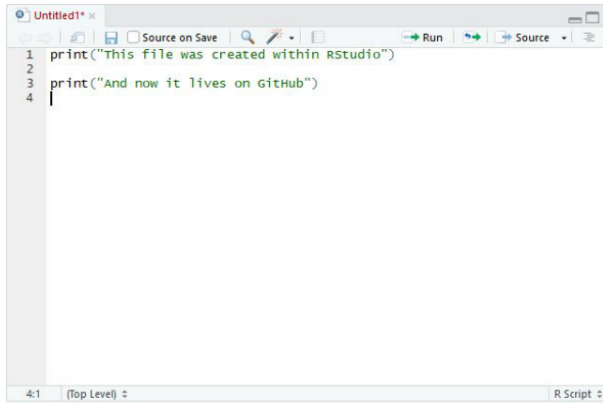 Untitled1*
Source on Save
Run
Source
1 print("This file was created within RStudio")
2
3 print("And now it lives on GitHub")
4
4:1 (Top Level) R Script